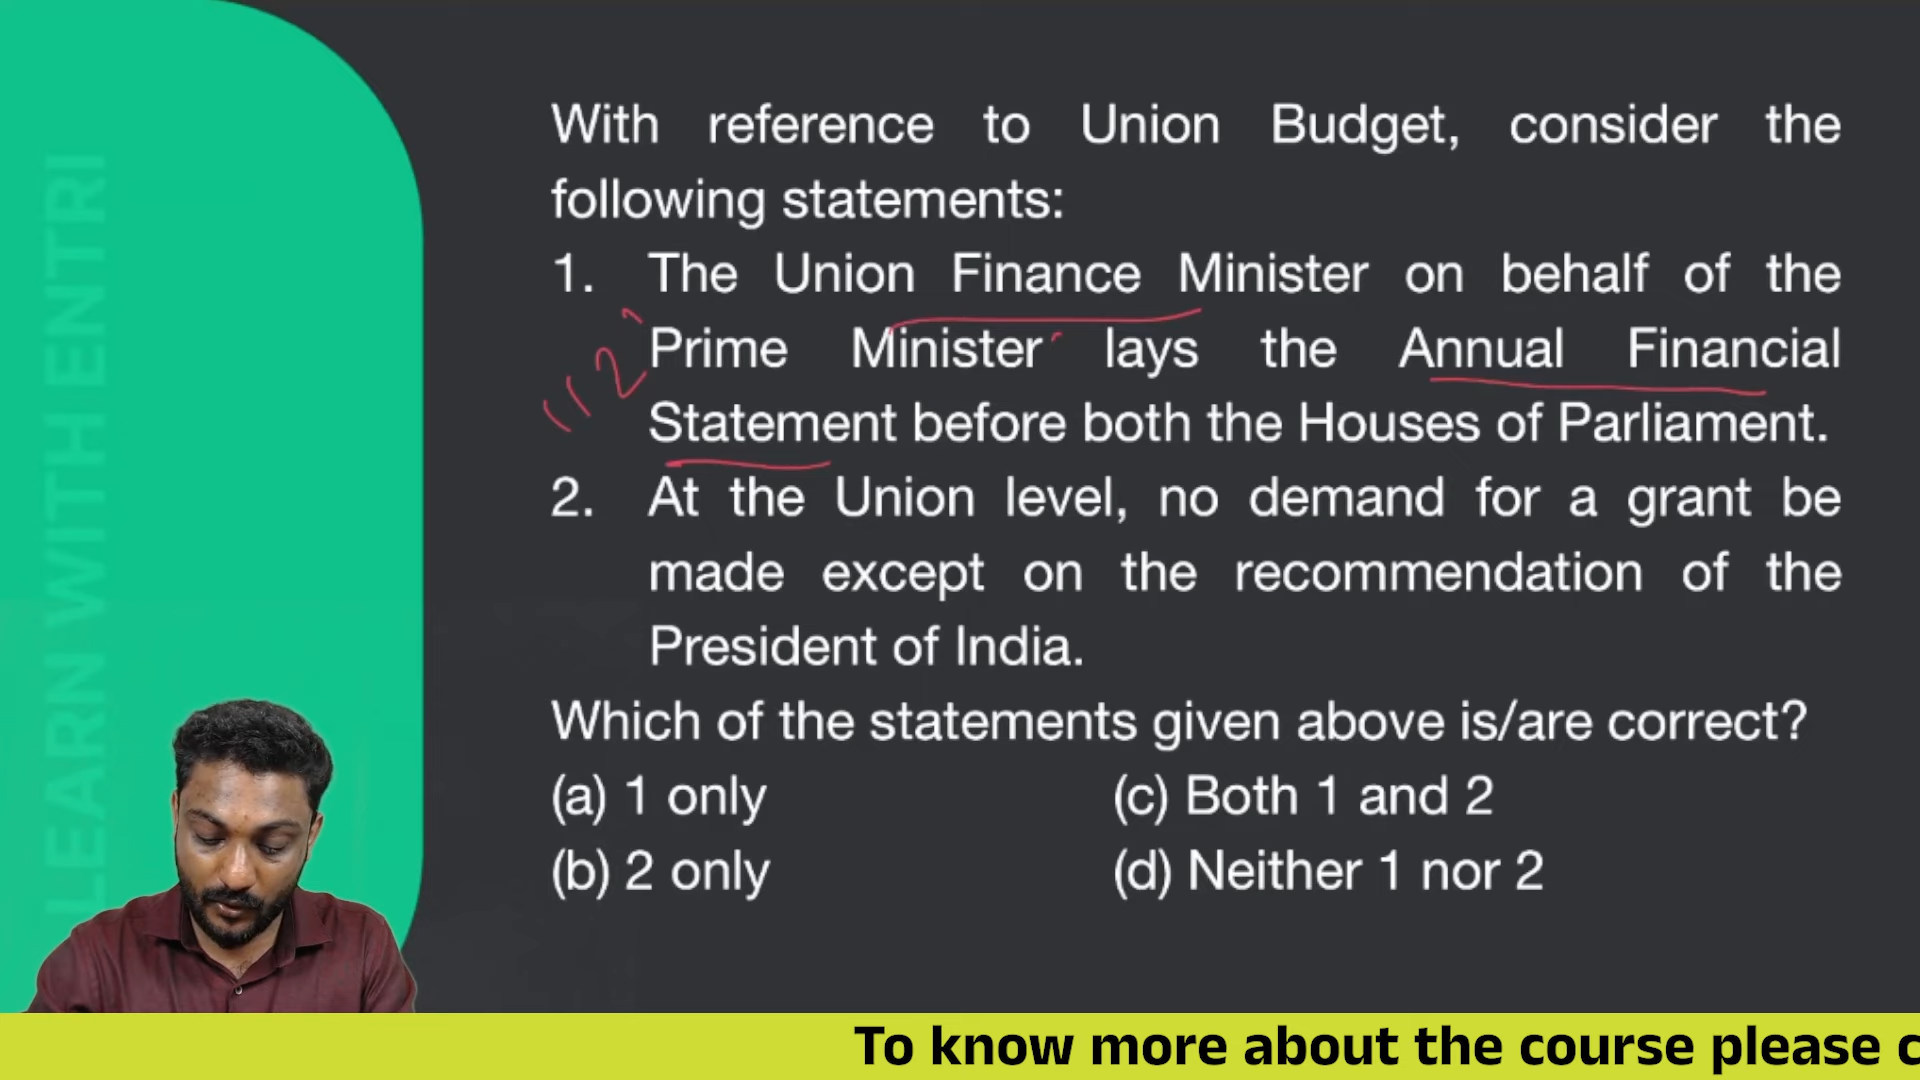 LEARN WITH ENTRI
With reference to Union Budget, consider the
following statements:
1. The Union Finance Minister on behalf of the
Prime Minister lays the Annual Financial
Statement before both the Houses of Parliament.
112
2. At the Union level, no demand for a grant be
made except on the recommendation of the
President of India.
Which of the statements given above is/are correct?
(a) 1 only (c) Both 1 and 2
(b) 2 only (d) Neither 1 nor 2
To know more about the course please c